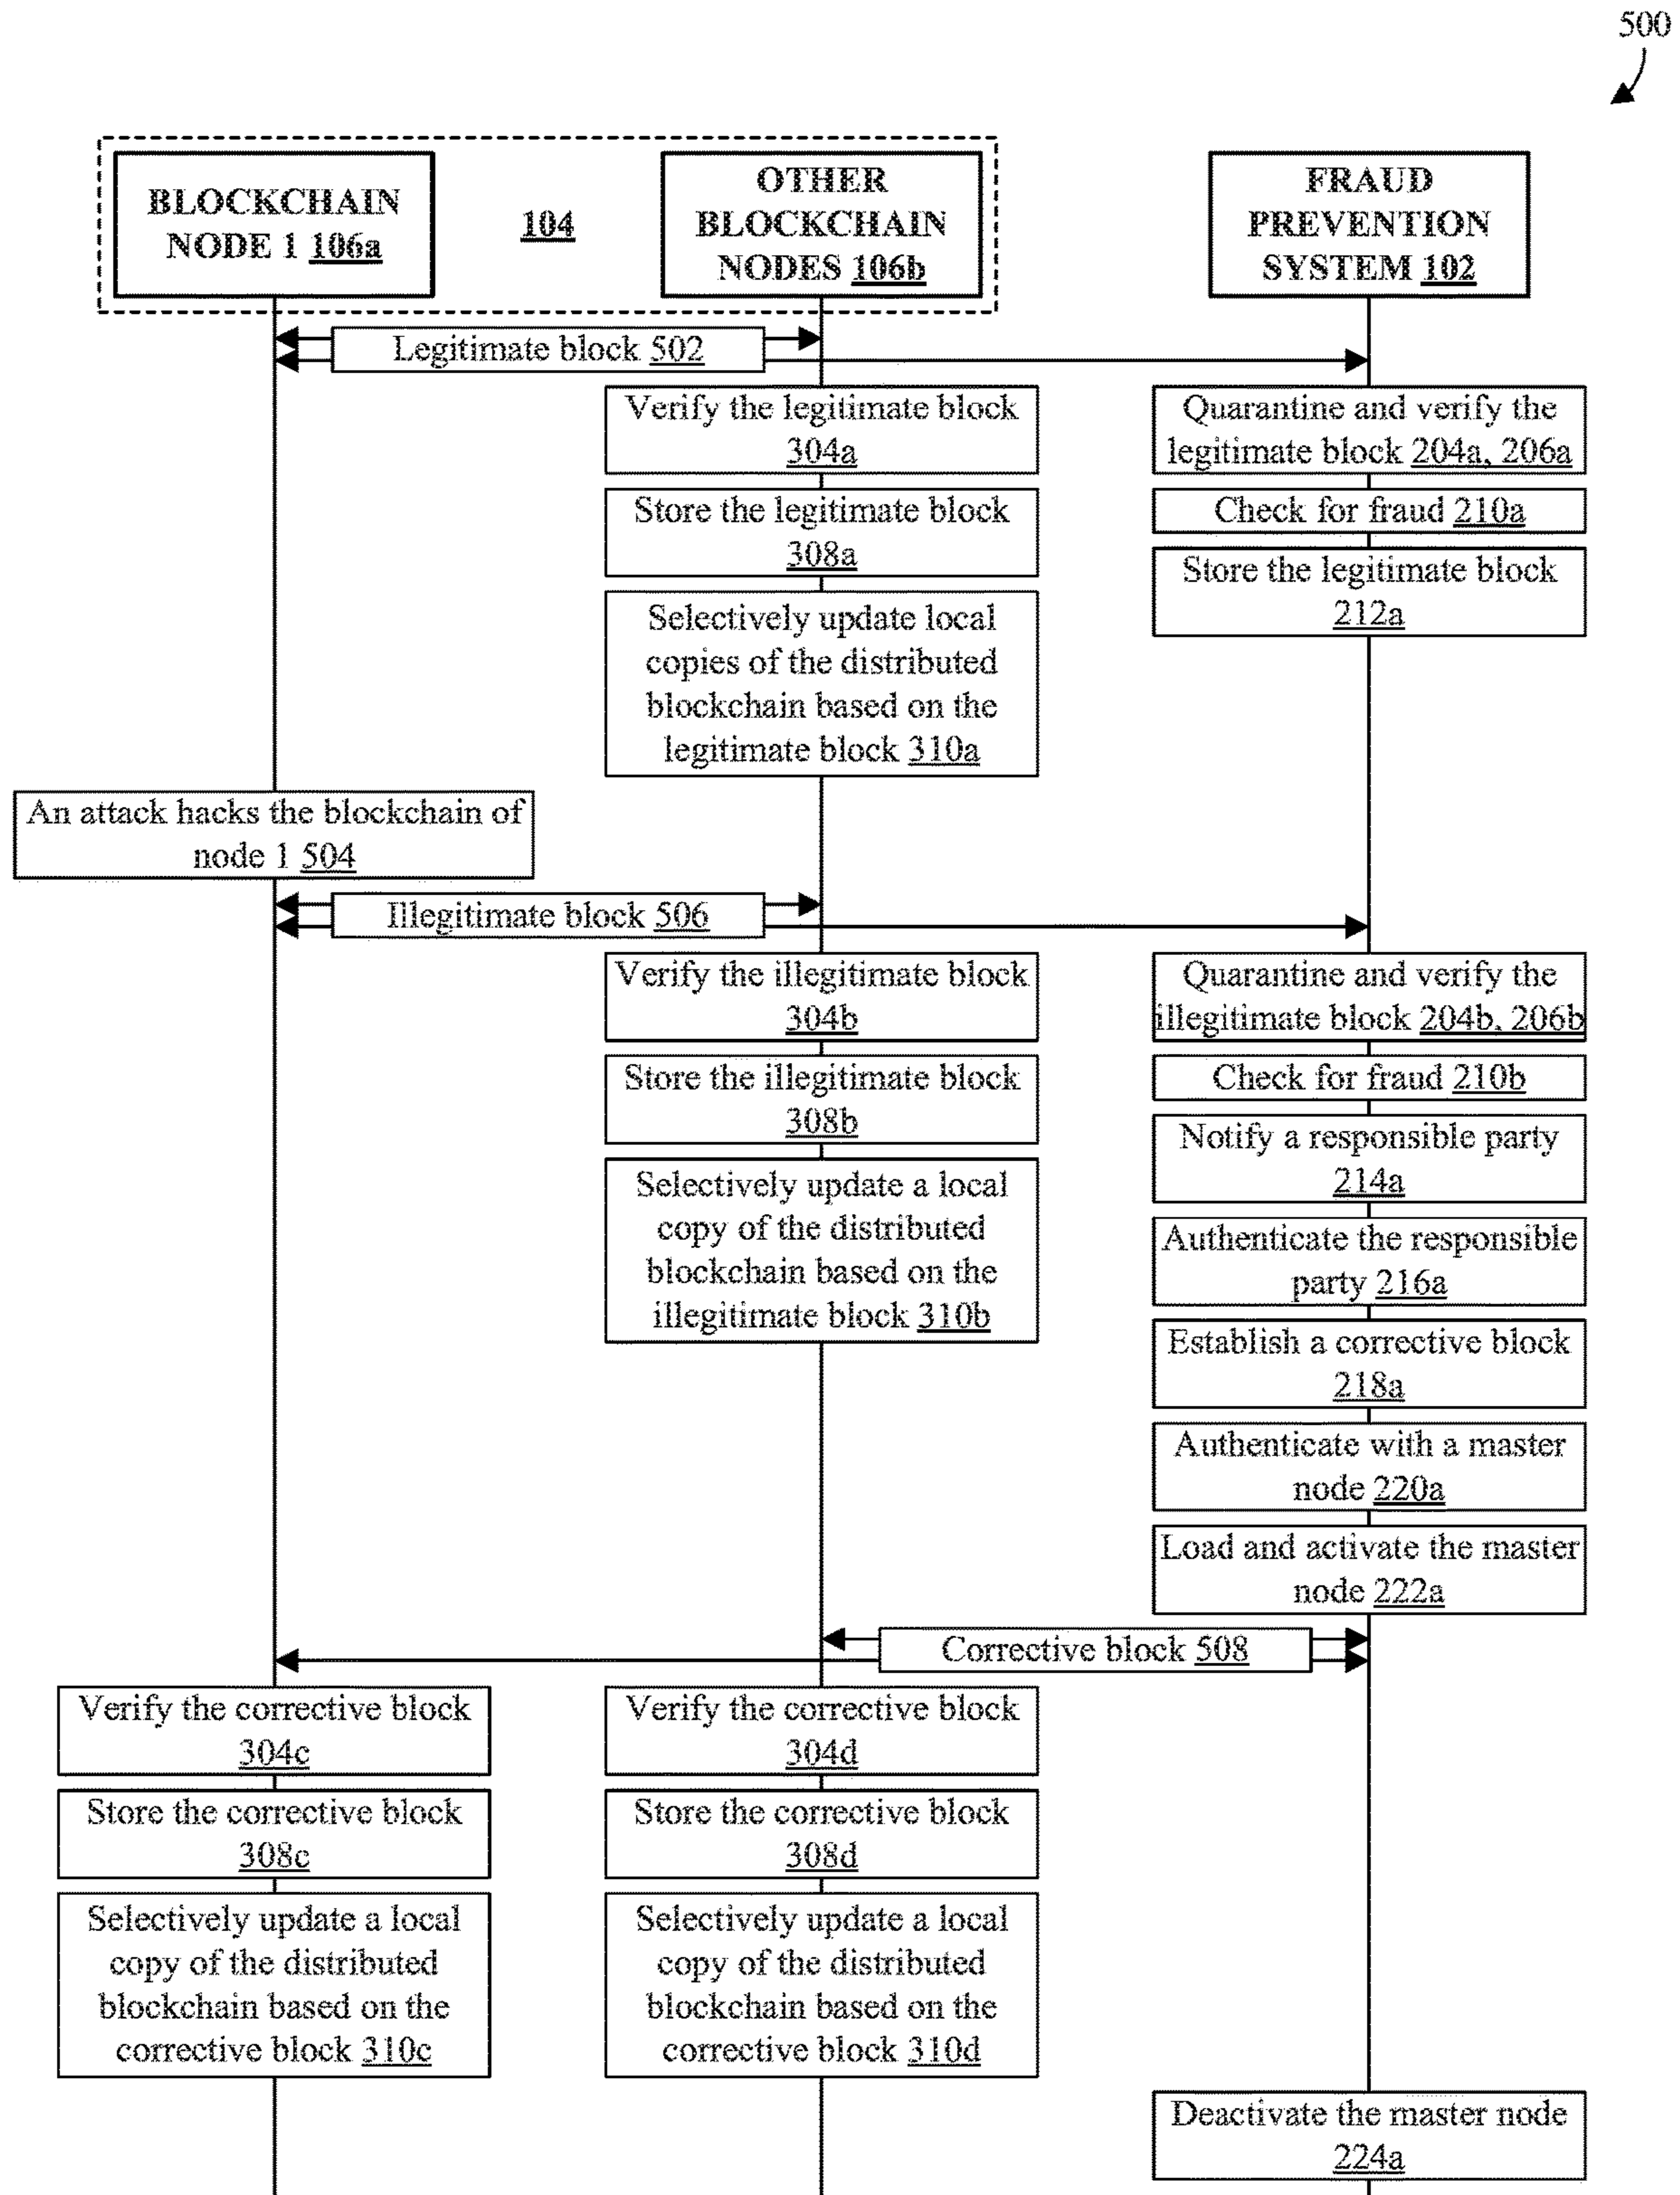 500
BLOCKCHAIN
NODE 1 106a
104
OTHER
BLOCKCHAIN
NODES 106b
FRAUD
PREVENTION
SYSTEM 102
Legitimate block 502
Verify the legitimate block
304a
Quarantine and verify the
legitimate block 204a, 206a
Store the legitimate block
308a
Check for fraud 210a
Store the legitimate block
212a
Selectively update local
copies of the distributed
blockchain based on the
legitimate block 310a
An attack hacks the blockchain of
node 1 504
Illegitimate block 506
Verify the illegitimate block
304b
Quarantine and verify the
illegitimate block 204b, 206b
Store the illegitimate block
308b
Check for fraud 210b
Notify a responsible party
214a
Selectively update a local
copy of the distributed
blockchain based on the
illegitimate block 310b
Authenticate the responsible
party 216a
Establish a corrective block
218a
Authenticate with a master
node 220a
Load and activate the master
node 222a
Corrective block 508
Verify the corrective block
304c
Verify the corrective block
304d
Store the corrective block
308c
Store the corrective block
308d
Selectively update a local
copy of the distributed
blockchain based on the
corrective block 310c
Selectively update a local
copy of the distributed
blockchain based on the
corrective block 310d
Deactivate the master node
224a